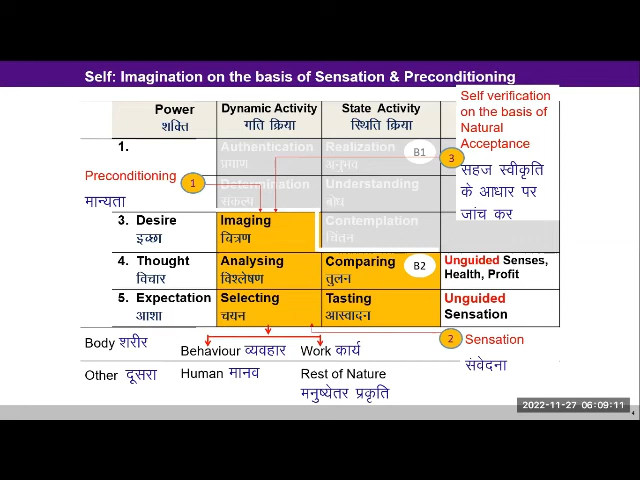 Self: Imagination on the basis of Sensation & Preconditioning
Power
शक्ति
Dynamic Activity
गति क्रिया
State Activity
स्थिति क्रिया
Self verification
on the basis of
Natural
Acceptance
सहज स्वीकृति
के आधार पर
जांच कर
1.
Authentication
प्रमाण
Realization
अनुभव
B1
3
Preconditioning
मान्यता
1
Determination
संकल्प
Understanding
बोध
3. Desire
इच्छा
Imaging
चित्रण
Contemplation
चिंतन
4. Thought
विचार
Analysing
विश्लेषण
Comparing
तुलन
B2
Unguided Senses,
Health, Profit
5. Expectation
आशा
Selecting
चयन
Tasting
आस्वादन
Unguided
Sensation
Body शरीर
Behaviour व्यवहार
Work कार्य
2
Sensation
संवेदना
Other दूसरा
Human मानव
Rest of Nature
मनुष्येतर प्रकृति
2022-11-27 06:09:11
4